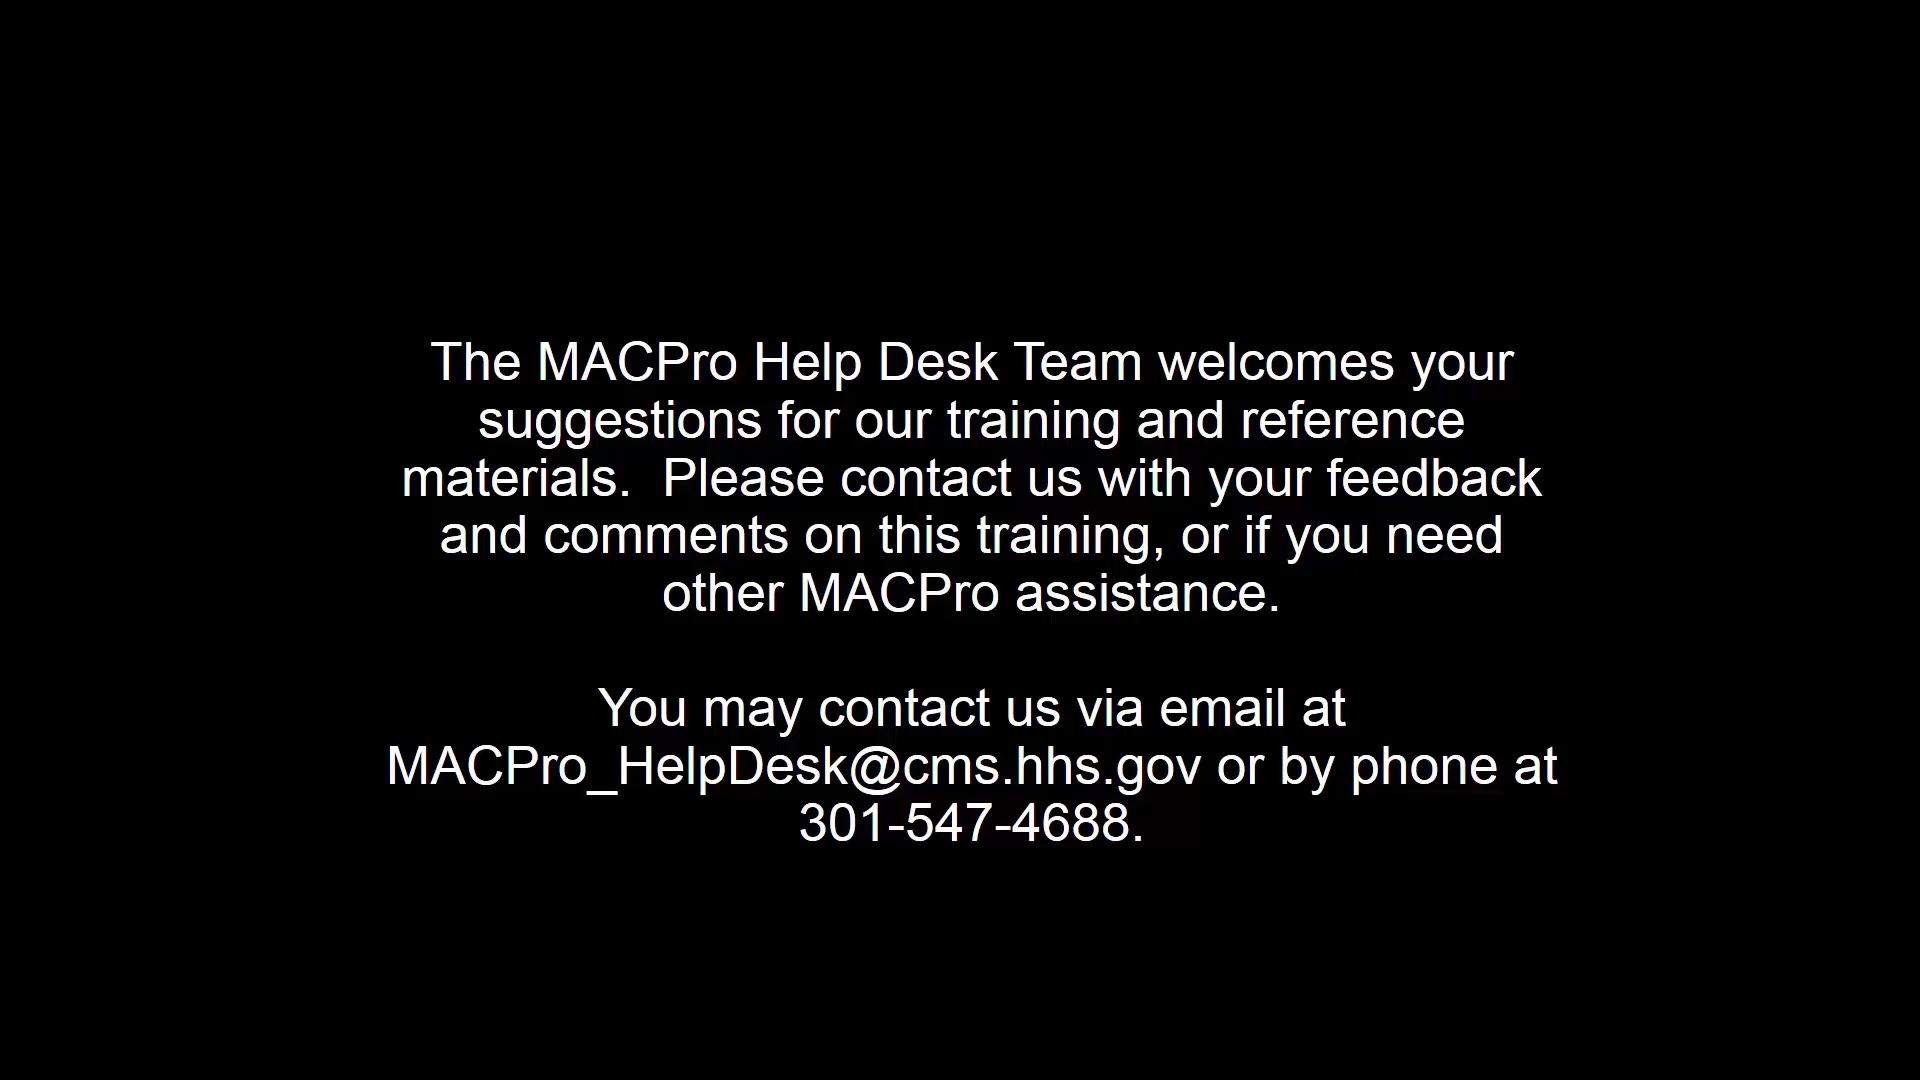 The MACPro Help Desk Team welcomes your
suggestions for our training and reference
materials.  Please contact us with your feedback
and comments on this training, or if you need
other MACPro assistance.
You may contact us via email at
MACPro_HelpDesk@cms.hhs.gov or by phone at
301-547-4688.